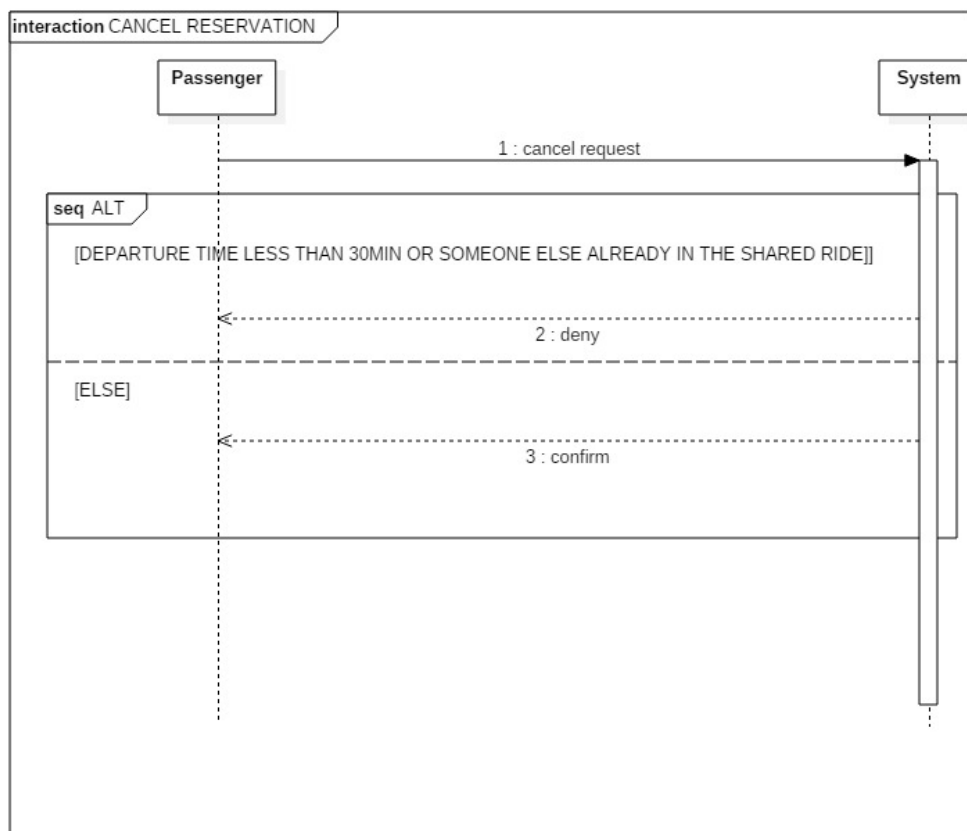 interaction CANCEL RESERVATION
Passenger
System
1 : cancel request
seq ALT
[DEPARTURE TIME LESS THAN 30MIN OR SOMEONE ELSE ALREADY IN THE SHARED RIDE]]
2 : deny
[ELSE]
3 : confirm